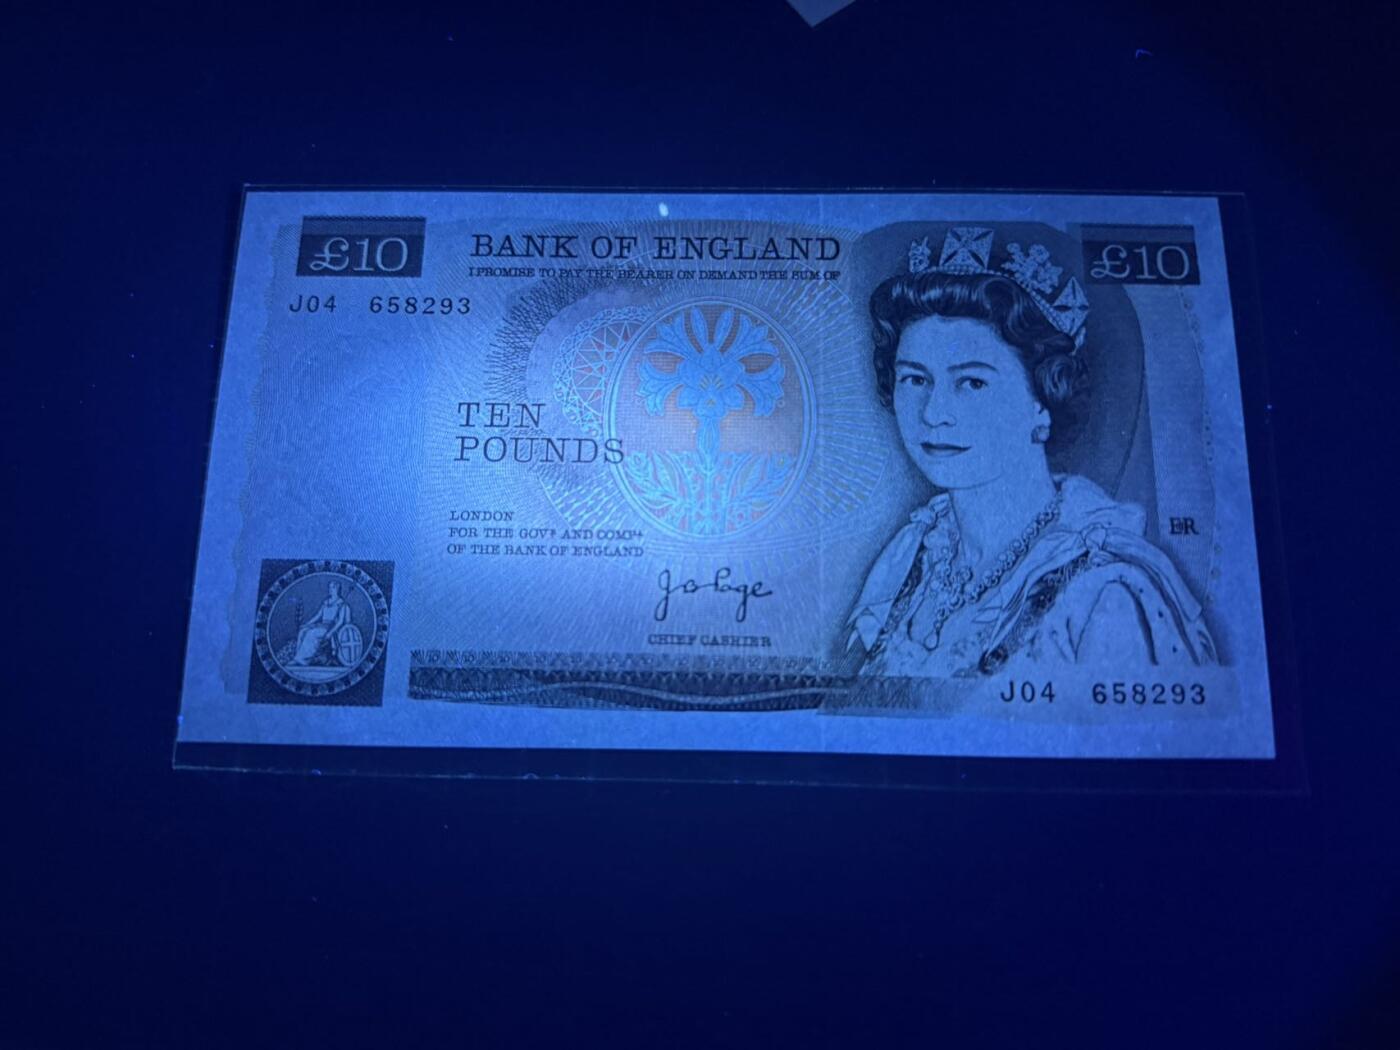 £10
BANK OF ENGLAND
£10
I PROMISE TO PAY THE BEARER ON DEMAND THE SUM OF
J04 658293
TEN
POUNDS
LONDON
FOR THE GOVR AND COMPA
OF THE BANK OF ENGLAND
ER
JB Page
CHIEF CASHIER
J04 658293